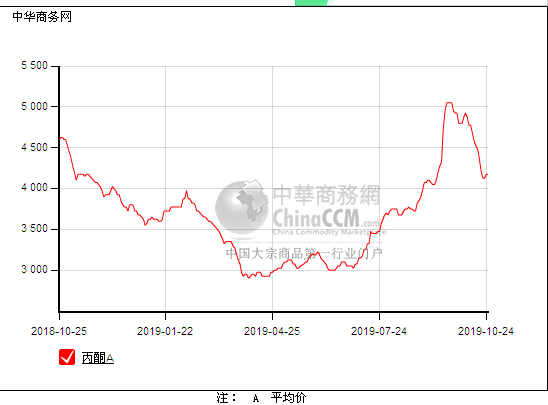 中华商务网
5 500
5 000
4 500
4 000
3 500
3 000
中華商務網
ChinaCCM.com
China Commodity Marketplace
中国大宗商品第一行业门户
2018-10-25 2019-01-22 2019-04-25 2019-07-24 2019-10-24
丙酮A
注： A 平均价